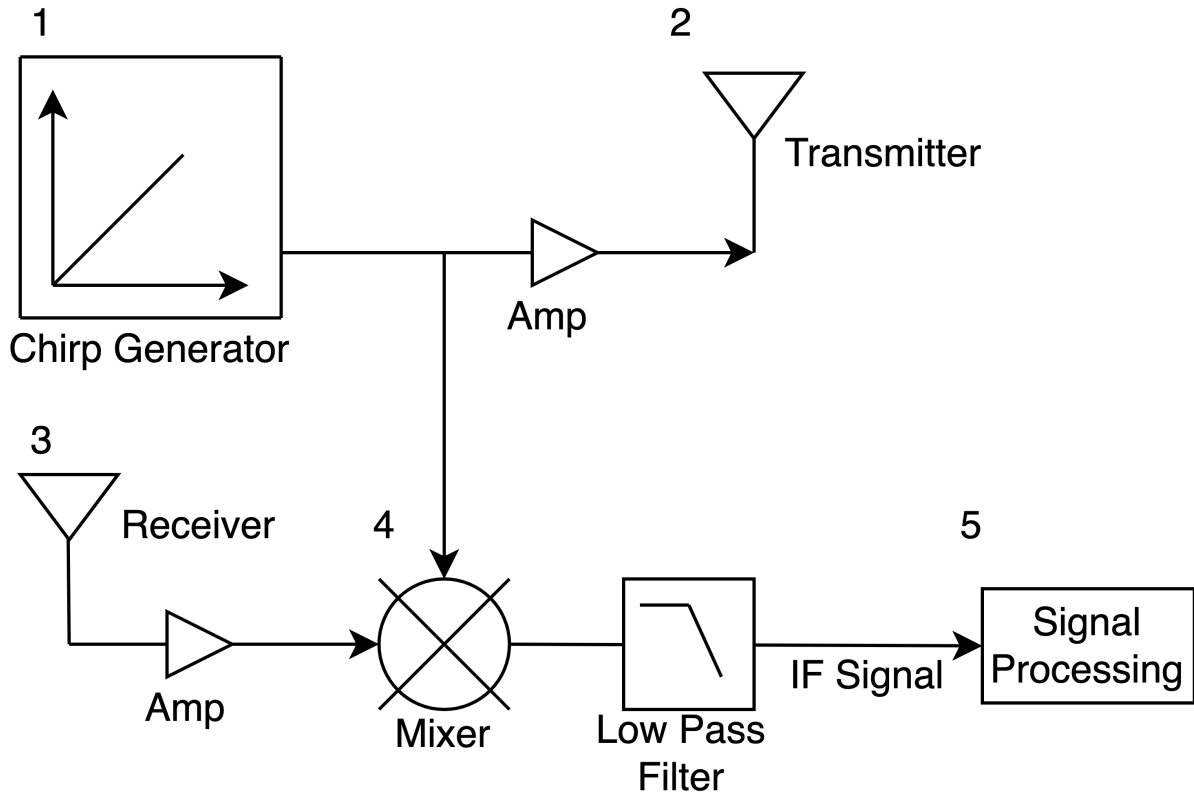 1
2
Transmitter
Amp
Chirp Generator
3
Receiver
4
5
Signal
Processing
IF Signal
Amp
Mixer
Low Pass
Filter